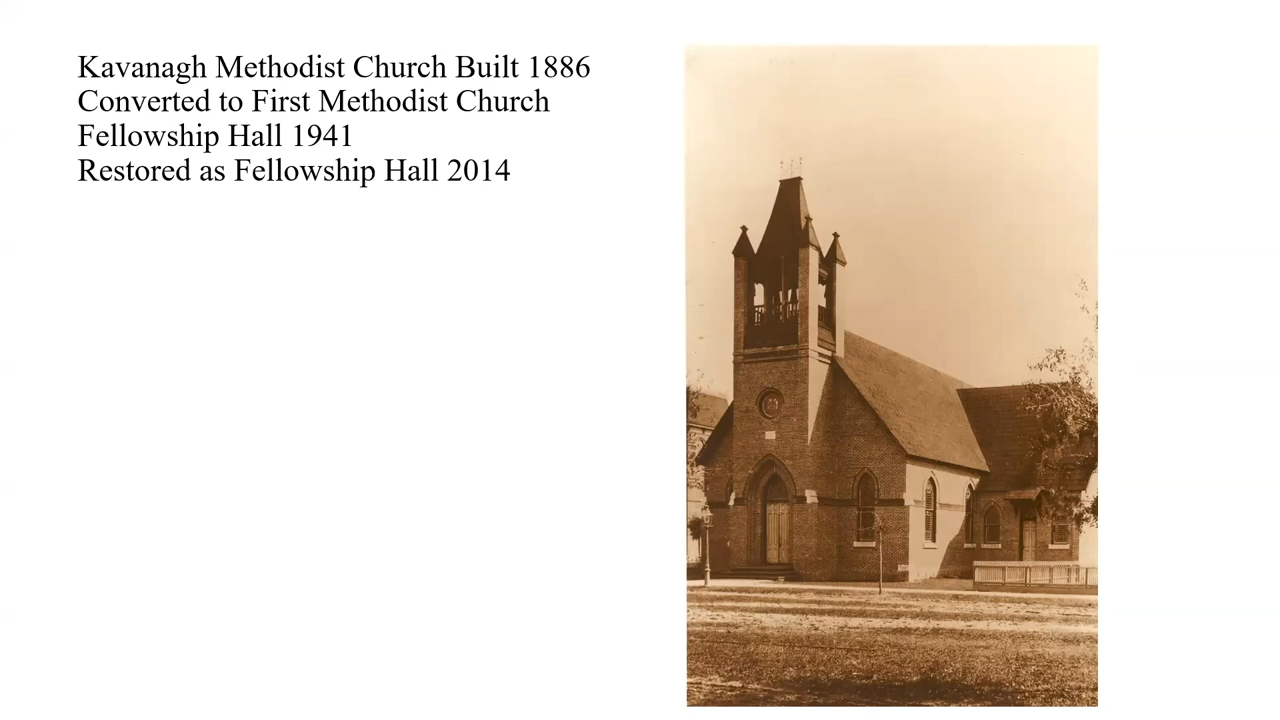 Kavanagh Methodist Church Built 1886
Converted to First Methodist Church
Fellowship Hall 1941
Restored as Fellowship Hall 2014